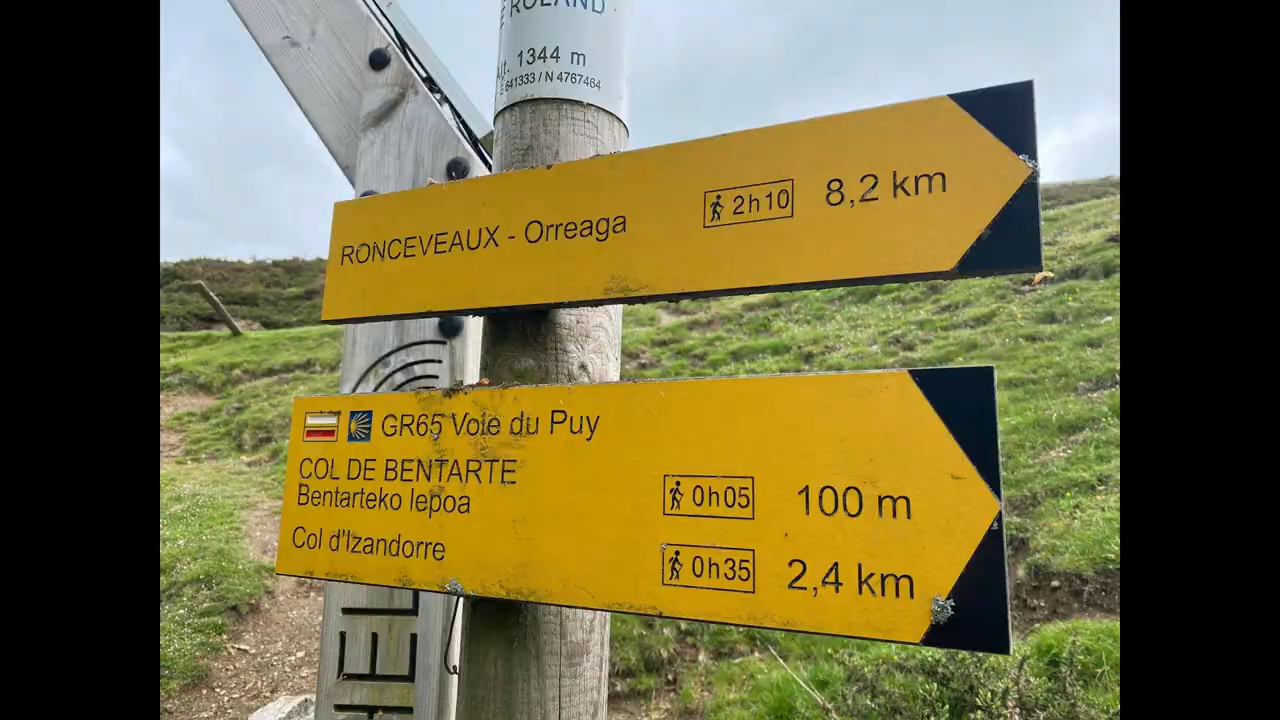 ROLAND
Alt. 1344 m
641333 / N 4767464
RONCEVEAUX - Orreaga 2h10 8,2 km
GR65 Voie du Puy
COL DE BENTARTE
Bentarteko lepoa 0h05 100 m
Col d'Izandorre 0h35 2,4 km